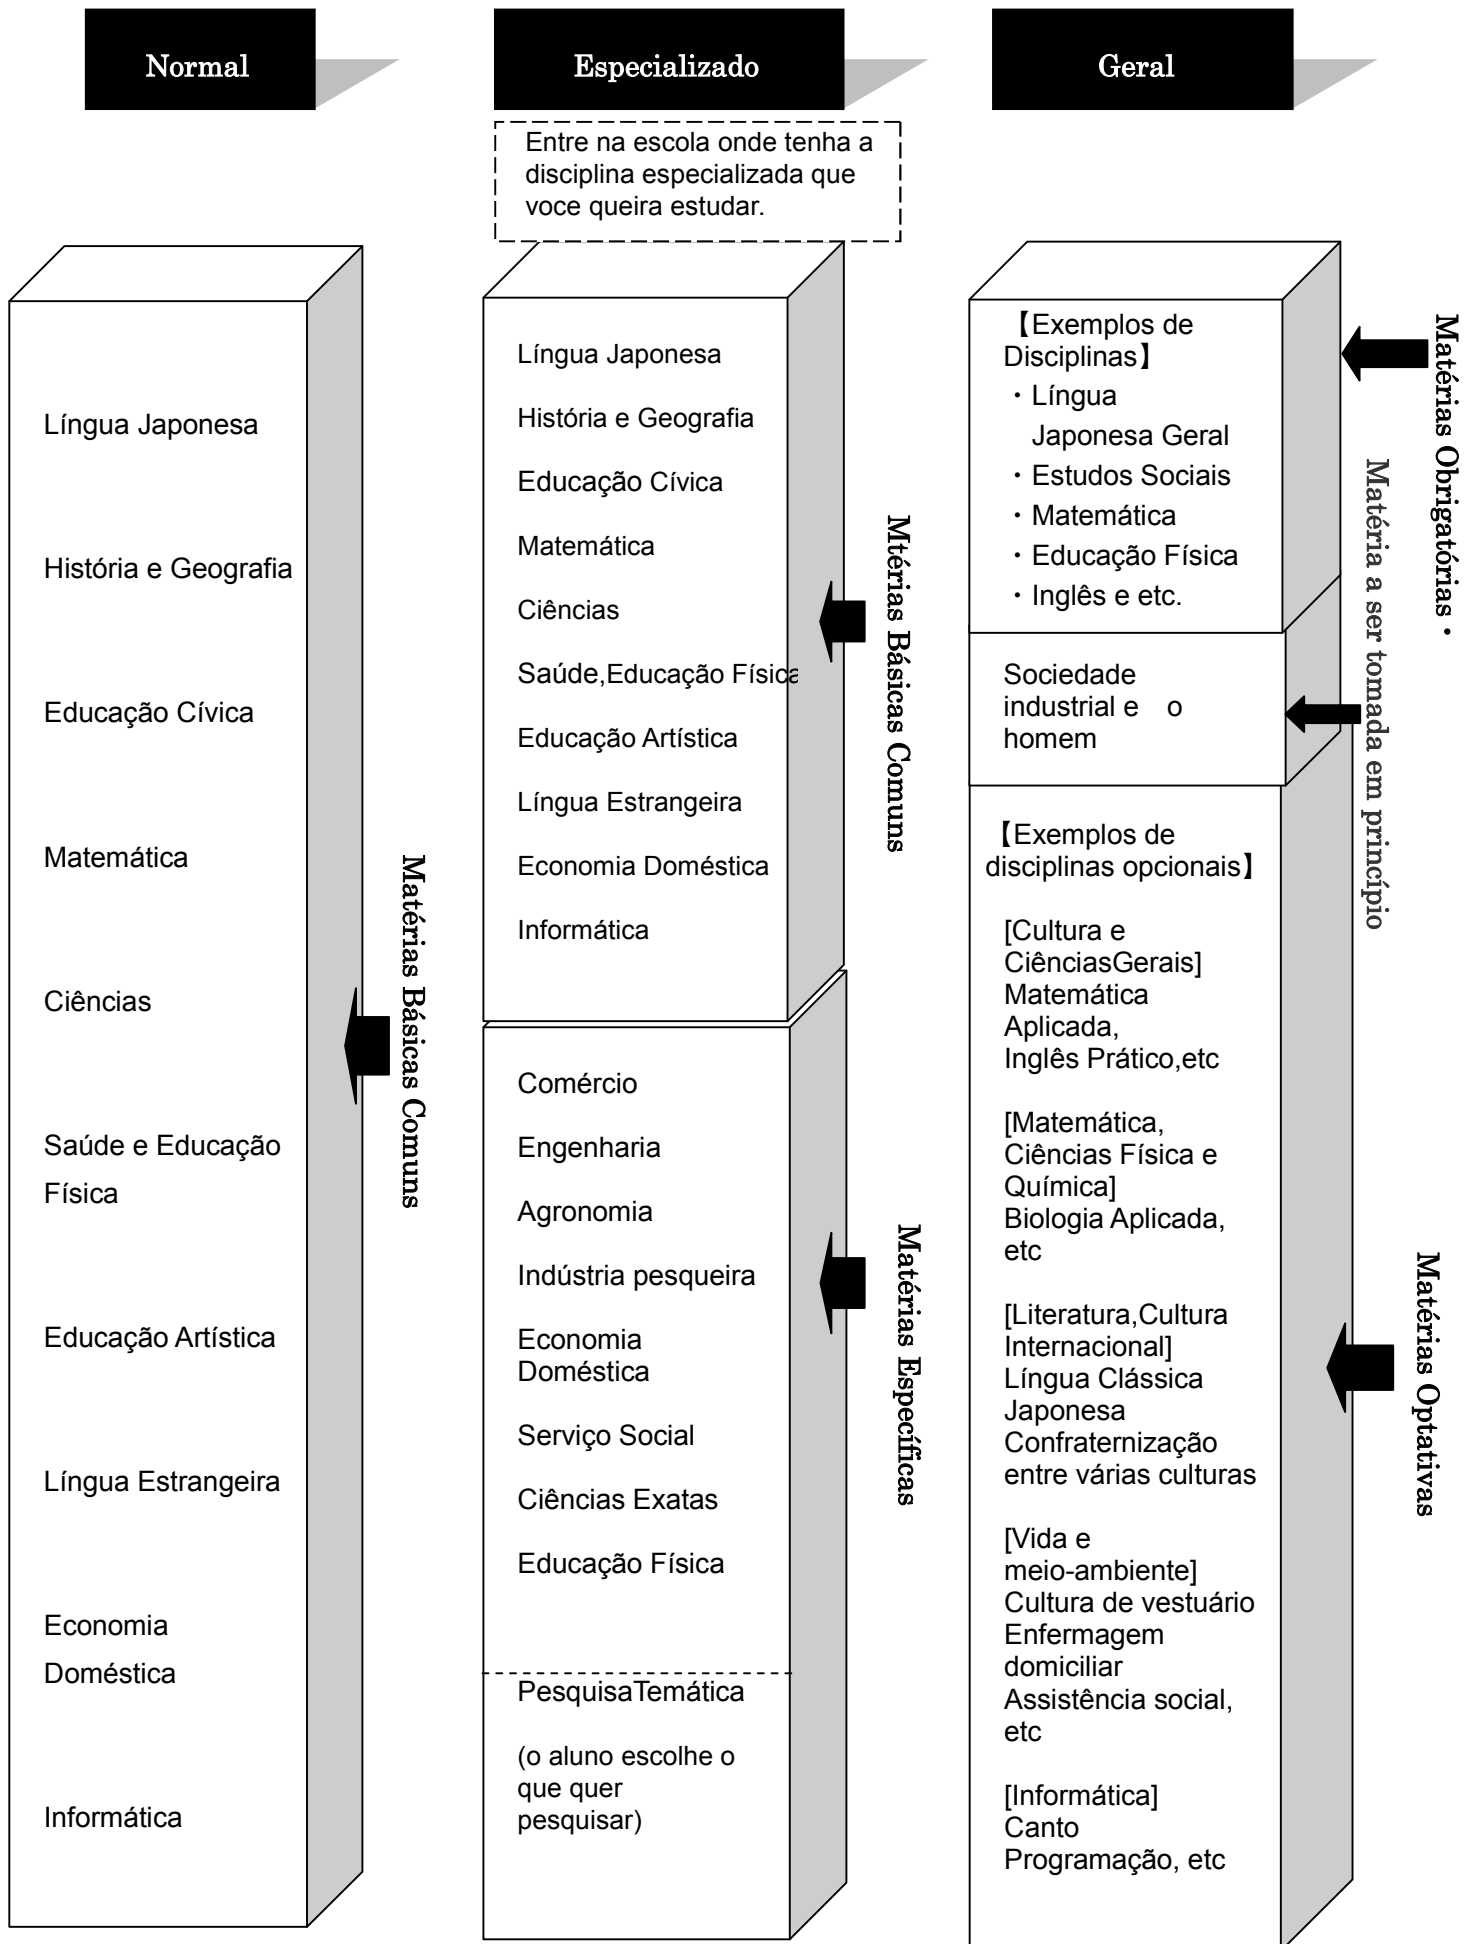 Normal
Especializado
Geral
Entre na escola onde tenha a
disciplina especializada que
voce queira estudar.
Língua Japonesa
História e Geografia
Educação Cívica
Matemática
Ciências
Saúde e Educação
Física
Educação Artística
Língua Estrangeira
Economia
Doméstica
Informática
Matérias Básicas Comuns
Língua Japonesa
História e Geografia
Educação Cívica
Matemática
Ciências
Saúde,Educação Física
Educação Artística
Língua Estrangeira
Economia Doméstica
Informática
Mtérias Básicas Comuns
Comércio
Engenharia
Agronomia
Indústria pesqueira
Economia
Doméstica
Serviço Social
Ciências Exatas
Educação Física
PesquisaTemática
(o aluno escolhe o
que quer
pesquisar)
Matérias Específicas
【Exemplos de
Disciplinas】
・Língua
Japonesa Geral
・Estudos Sociais
・Matemática
・Educação Física
・Inglês e etc.
Matérias Obrigatórias・
Sociedade
industrial e o
homem
Matéria a ser tomada em princípio
【Exemplos de
disciplinas opcionais】
[Cultura e
CiênciasGerais]
Matemática
Aplicada,
Inglês Prático,etc
[Matemática,
Ciências Física e
Química]
Biologia Aplicada,
etc
[Literatura,Cultura
Internacional]
Língua Clássica
Japonesa
Confraternização
entre várias culturas
[Vida e
meio-ambiente]
Cultura de vestuário
Enfermagem
domiciliar
Assistência social,
etc
[Informática]
Canto
Programação, etc
Matérias Optativas